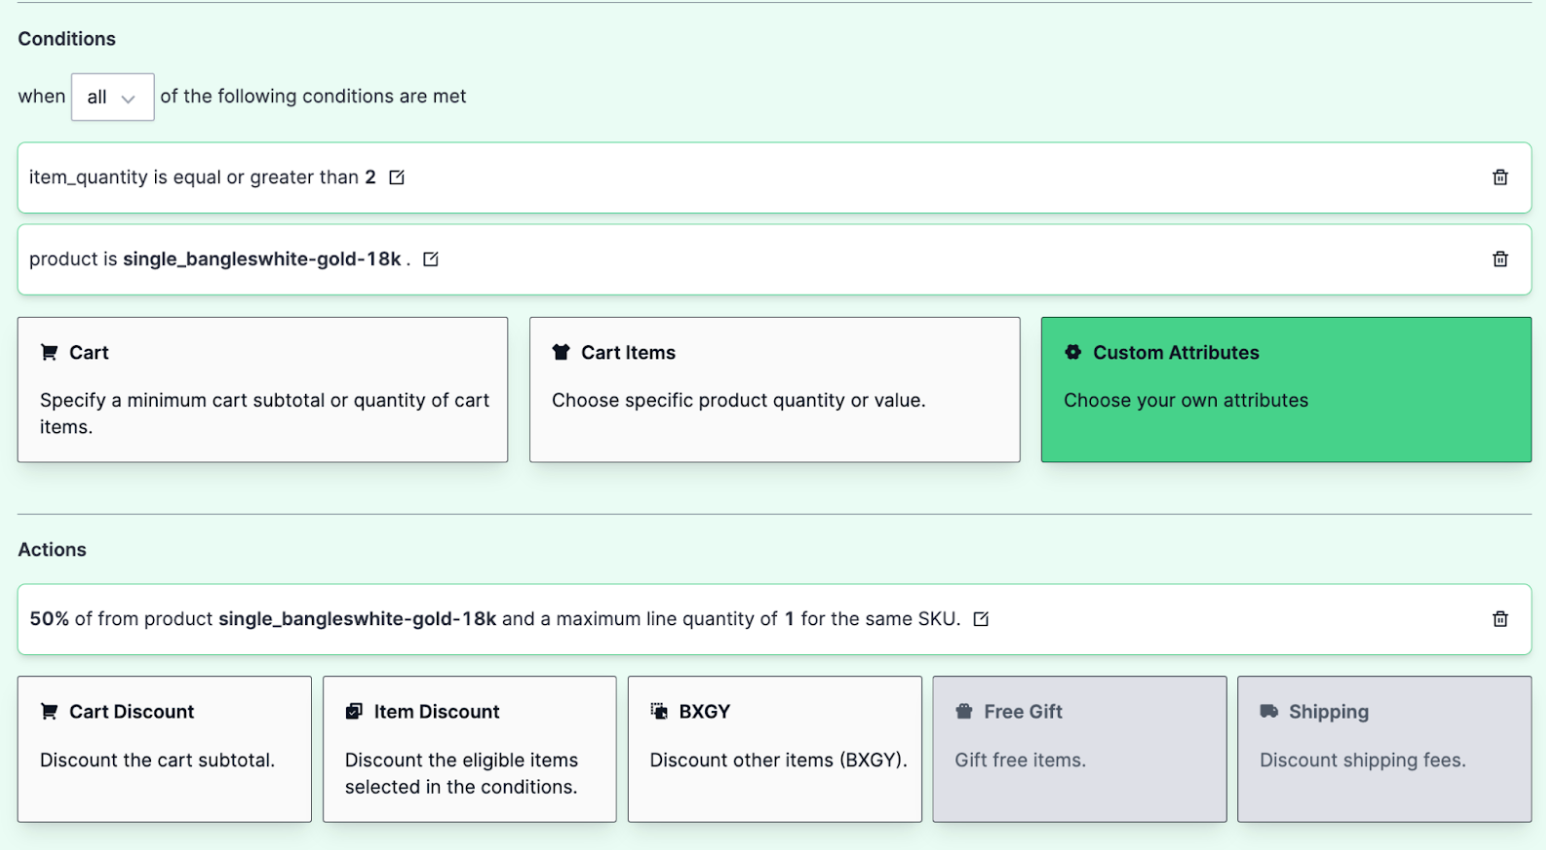 Conditions
when all of the following conditions are met
item_quantity is equal or greater than 2
product is single_bangleswhite-gold-18k .
Cart
Specify a minimum cart subtotal or quantity of cart
items.
Cart Items
Choose specific product quantity or value.
Custom Attributes
Choose your own attributes
Actions
50% of from product single_bangleswhite-gold-18k and a maximum line quantity of 1 for the same SKU.
Cart Discount
Discount the cart subtotal.
Item Discount
Discount the eligible items
selected in the conditions.
BXGY
Discount other items (BXGY).
Free Gift
Gift free items.
Shipping
Discount shipping fees.